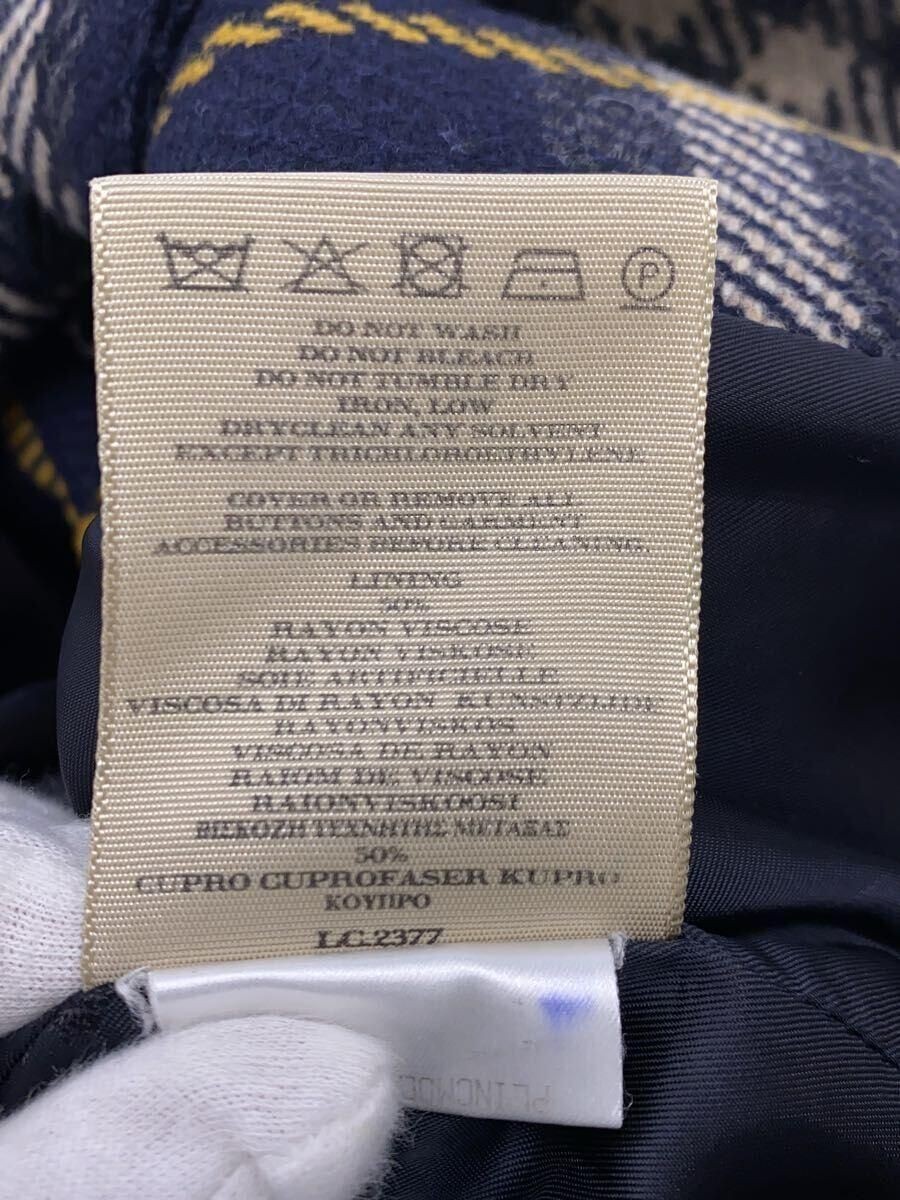 P
DO NOT WASH
DO NOT BLEACH
DO NOT TUMBLE DRY
IRON, LOW
DRYCLEAN ANY SOLVENT
EXCEPT TRICHLOROETHYLENE
COVER OR REMOVE ALL
BUTTONS AND GARMENT
ACCESSORIES BEFORE CLEANING.
LINING
50%
RAYON VISCOSE
RAYON VISKOSE
SOIE ARTIFICIELLE
VISCOSA DI RAYON KUNSTZIJDE
RAYONVISKOS
VISCOSA DE RAYON
RAIOM DE VISCOSE
RAIONVISKOOSI
ΒΙΣΚΟΖΗ ΤΕΧΝΗΤΗΣ ΜΕΤΑΞΑΣ
50%
CUPRO CUPROFASER KUPRO
ΚΟΥΠΡΟ
LC.2377